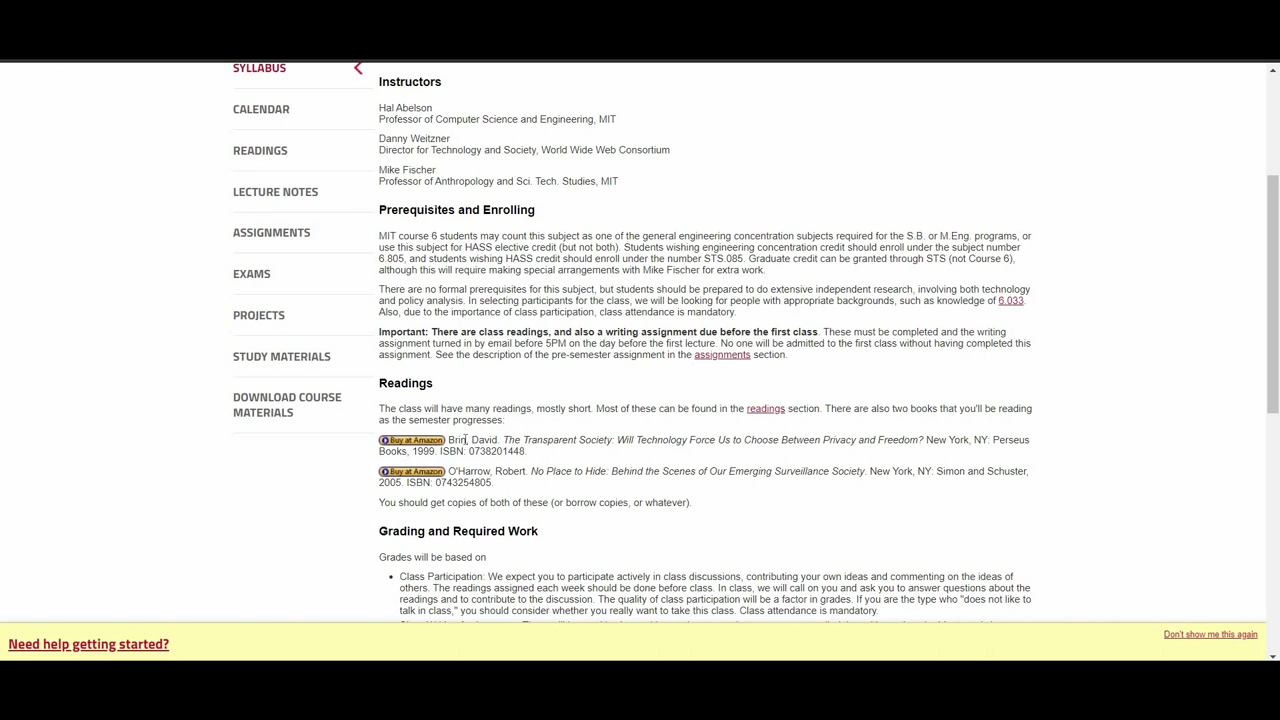 SYLLABUS
CALENDAR
READINGS
LECTURE NOTES
ASSIGNMENTS
EXAMS
PROJECTS
STUDY MATERIALS
DOWNLOAD COURSE
MATERIALS
Instructors
Hal Abelson
Professor of Computer Science and Engineering, MIT
Danny Weitzner
Director for Technology and Society, World Wide Web Consortium
Mike Fischer
Professor of Anthropology and Sci. Tech. Studies, MIT
Prerequisites and Enrolling
MIT course 6 students may count this subject as one of the general engineering concentration subjects required for the S.B. or M.Eng. programs, or
use this subject for HASS elective credit (but not both). Students wishing engineering concentration credit should enroll under the subject number
6.805, and students wishing HASS credit should enroll under the number STS.085. Graduate credit can be granted through STS (not Course 6),
although this will require making special arrangements with Mike Fischer for extra work.
There are no formal prerequisites for this subject, but students should be prepared to do extensive independent research, involving both technology
and policy analysis. In selecting participants for the class, we will be looking for people with appropriate backgrounds, such as knowledge of 6.033.
Also, due to the importance of class participation, class attendance is mandatory.
Important: There are class readings, and also a writing assignment due before the first class. These must be completed and the writing
assignment turned in by email before 5PM on the day before the first lecture. No one will be admitted to the first class without having completed this
assignment. See the description of the pre-semester assignment in the assignments section.
Readings
The class will have many readings, mostly short. Most of these can be found in the readings section. There are also two books that you'll be reading
as the semester progresses:
Buy at Amazon Brin, David. The Transparent Society: Will Technology Force Us to Choose Between Privacy and Freedom? New York, NY: Perseus
Books, 1999. ISBN: 0738201448.
Buy at Amazon O'Harrow, Robert. No Place to Hide: Behind the Scenes of Our Emerging Surveillance Society. New York, NY: Simon and Schuster,
2005. ISBN: 0743254805.
You should get copies of both of these (or borrow copies, or whatever).
Grading and Required Work
Grades will be based on
• Class Participation: We expect you to participate actively in class discussions, contributing your own ideas and commenting on the ideas of
others. The readings assigned each week should be done before class. In class, we will call on you and ask you to answer questions about the
readings and to contribute to the discussion. The quality of class participation will be a factor in grades. If you are the type who "does not like to
talk in class," you should consider whether you really want to take this class. Class attendance is mandatory.
Need help getting started?
Don't show me this again